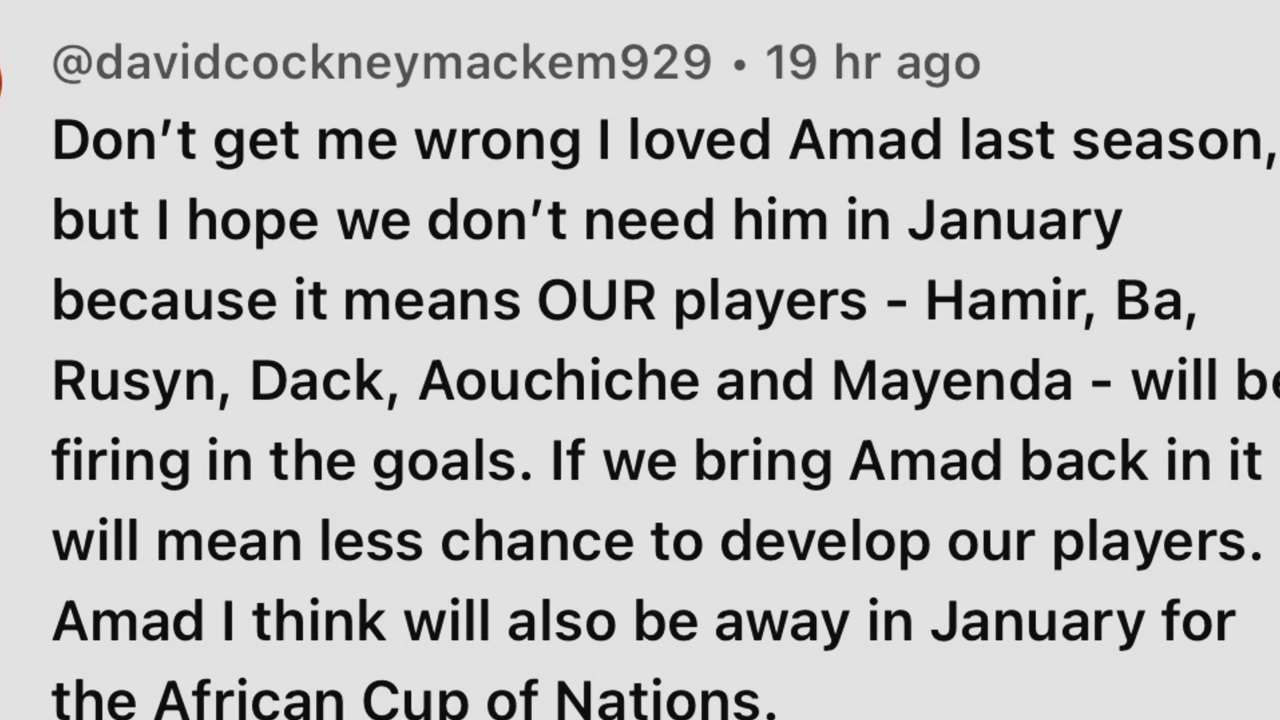 @davidcockneymackem929 • 19 hr ago
Don’t get me wrong I loved Amad last season,
but I hope we don’t need him in January
because it means OUR players - Hamir, Ba,
Rusyn, Dack, Aouchiche and Mayenda - will be
firing in the goals. If we bring Amad back in it
will mean less chance to develop our players.
Amad I think will also be away in January for
the African Cup of Nations.